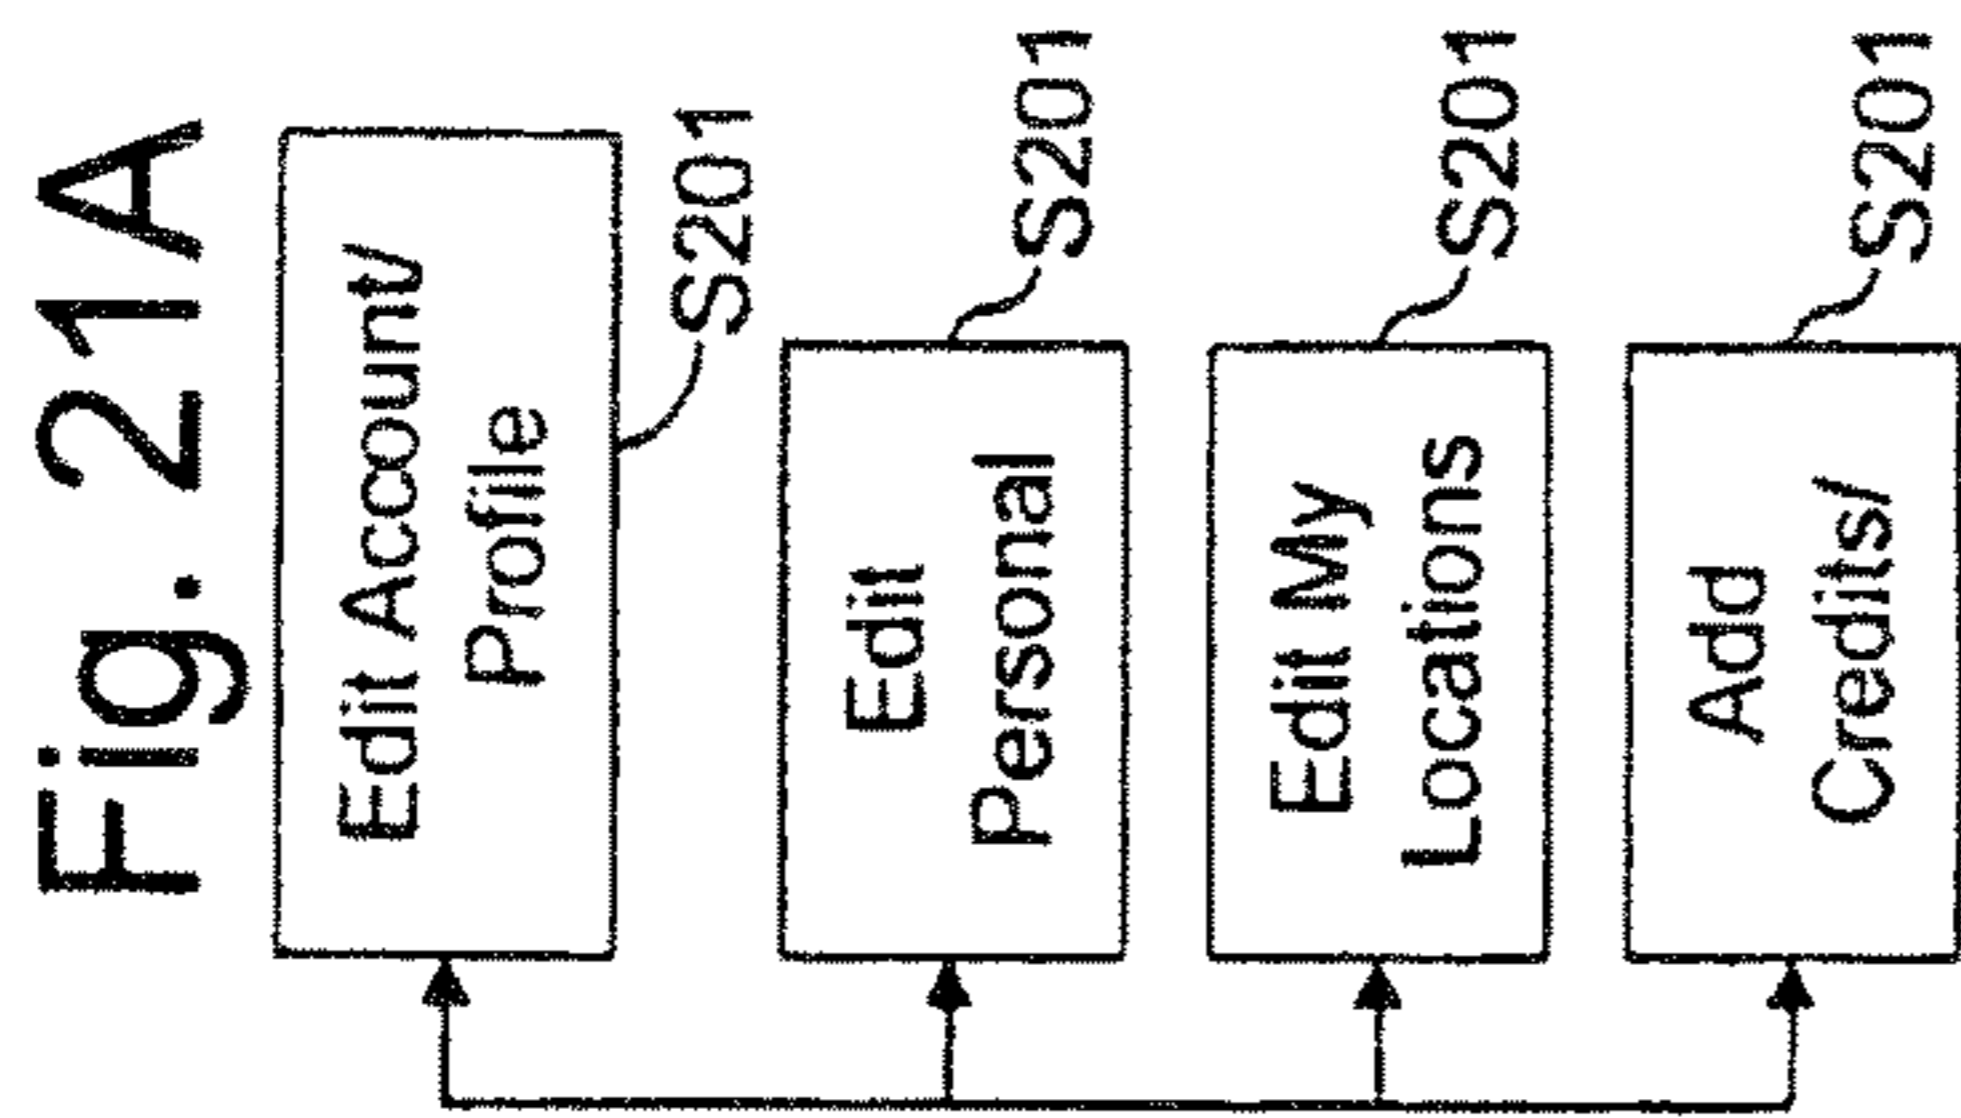 Fig. 21A
Edit Account/
Profile
S201
Edit
Personal
S201
Edit My
Locations
S201
Add
Credits/
S201